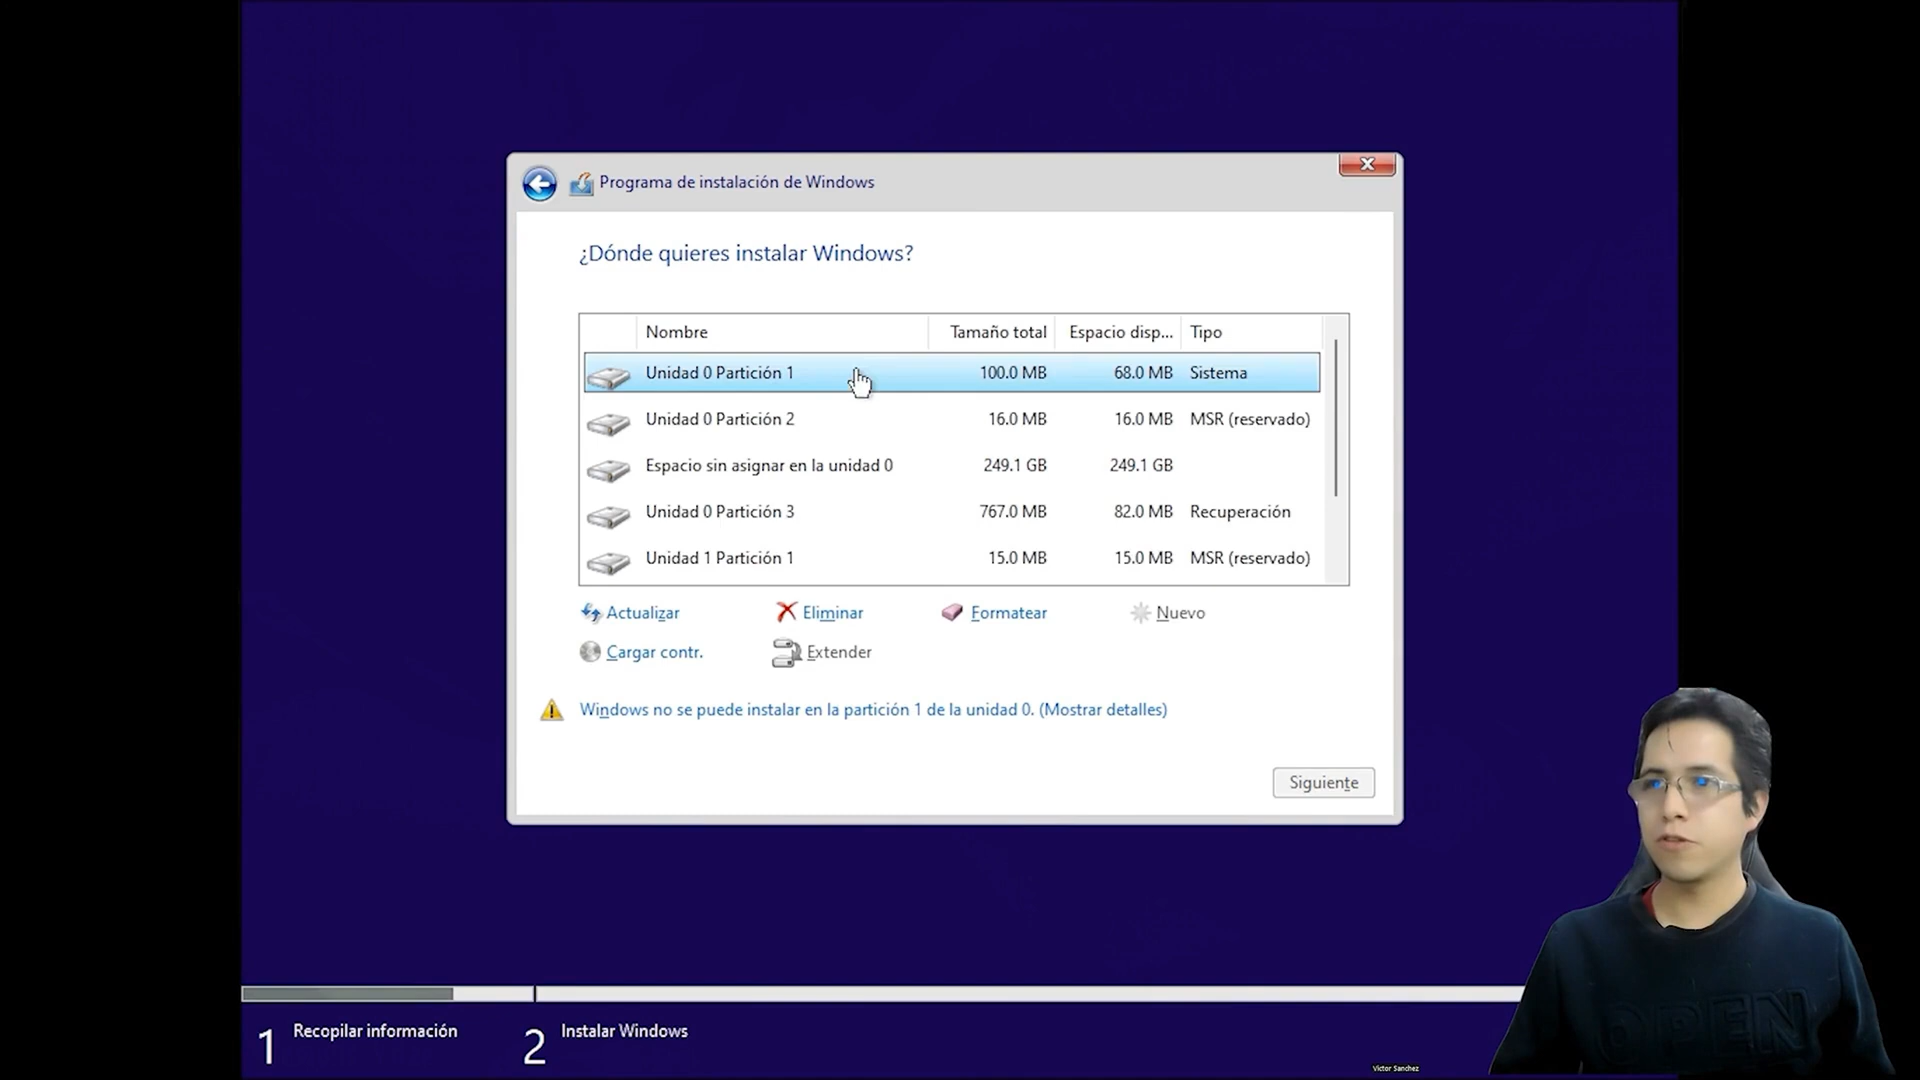 Programa de instalación de Windows
¿Dónde quieres instalar Windows?
Nombre Tamaño total Espacio disp... Tipo
Unidad 0 Partición 1 100.0 MB 68.0 MB Sistema
Unidad 0 Partición 2 16.0 MB 16.0 MB MSR (reservado)
Espacio sin asignar en la unidad 0 249.1 GB 249.1 GB
Unidad 0 Partición 3 767.0 MB 82.0 MB Recuperación
Unidad 1 Partición 1 15.0 MB 15.0 MB MSR (reservado)
Actualizar Eliminar Formatear Nuevo
Cargar contr. Extender
Windows no se puede instalar en la partición 1 de la unidad 0. (Mostrar detalles)
Siguiente
OPEN
1 Recopilar información 2 Instalar Windows
Victor Sanchez